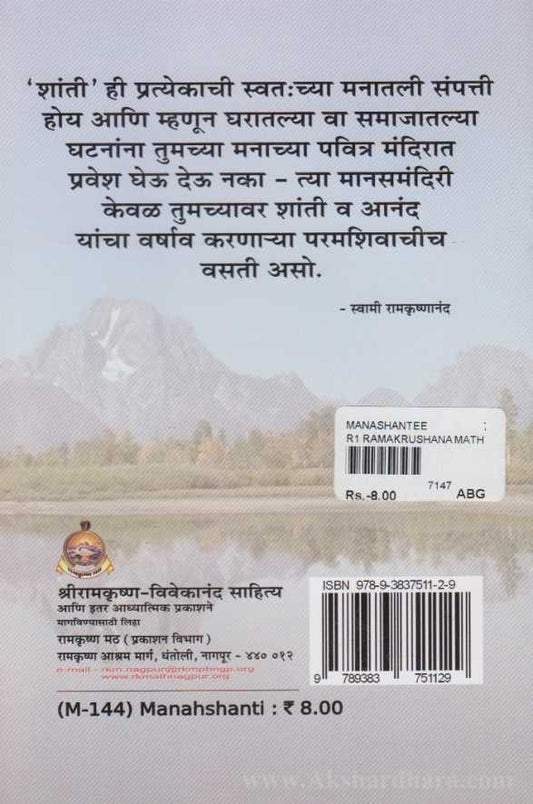 'शांती' ही प्रत्येकाची स्वतःच्या मनातली संपत्ती
होय आणि म्हणून घरातल्या वा समाजातल्या
घटनांना तुमच्या मनाच्या पवित्र मंदिरात
प्रवेश घेऊ देऊ नका – त्या मानसमंदिरी
केवळ तुमच्यावर शांती व आनंद
यांचा वर्षाव करणाऱ्या परमशिवाचीच
वसती असो.
- स्वामी रामकृष्णानंद
MANASHANTEE :
R1 RAMAKRUSHANA MATH
7147
Rs.-8.00 ABG
श्रीरामकृष्ण-विवेकानंद साहित्य
आणि इतर आध्यात्मिक प्रकाशने
मागविण्यासाठी लिहा
रामकृष्ण मठ ( प्रकाशन विभाग )
रामकृष्ण आश्रम मार्ग, धंतोली, नागपुर - ४४० ०१२
ISBN 978-9-3837511-2-9
9 789383 751129
(M-144) Manahshanti : ₹ 8.00
www.Akshardhara.com